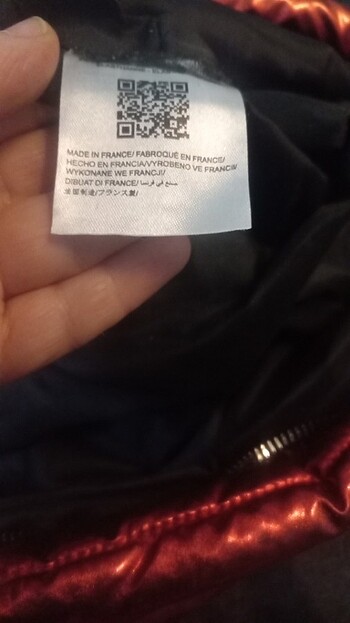 MADE IN FRANCE/ FABROQUÉ EN FRANCIS/
HECHO EN FRANCIA/VYROBENO VE FRANCII/
WYKONANE WE FRANCJI/
DIBUAT DI FRANCE/ صنع في فرنسا/
法国制造/フランス製/